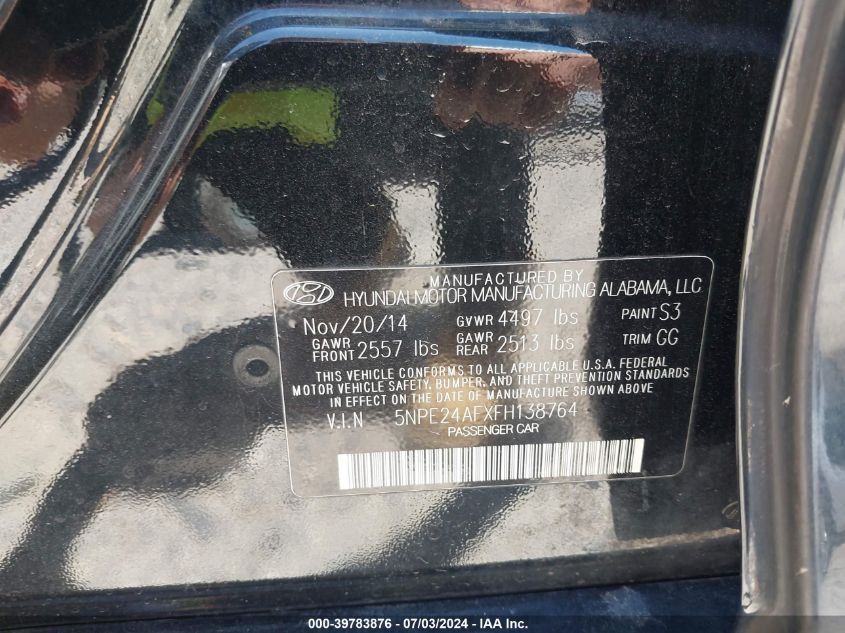 MANUFACTURED BY
HYUNDAI MOTOR MANUFACTURING ALABAMA, LLC
Nov/20/14 GVWR 4497 lbs PAINT S3
GAWR FRONT 2557 lbs GAWR REAR 2513 lbs TRIM GG
THIS VEHICLE CONFORMS TO ALL APPLICABLE U.S.A. FEDERAL
MOTOR VEHICLE SAFETY, BUMPER, AND THEFT PREVENTION STANDARDS
IN EFFECT ON THE DATE OF MANUFACTURE SHOWN ABOVE
V.I.N 5NPE24AFXFH138764
PASSENGER CAR
000-39783876 - 07/03/2024 - IAA Inc.